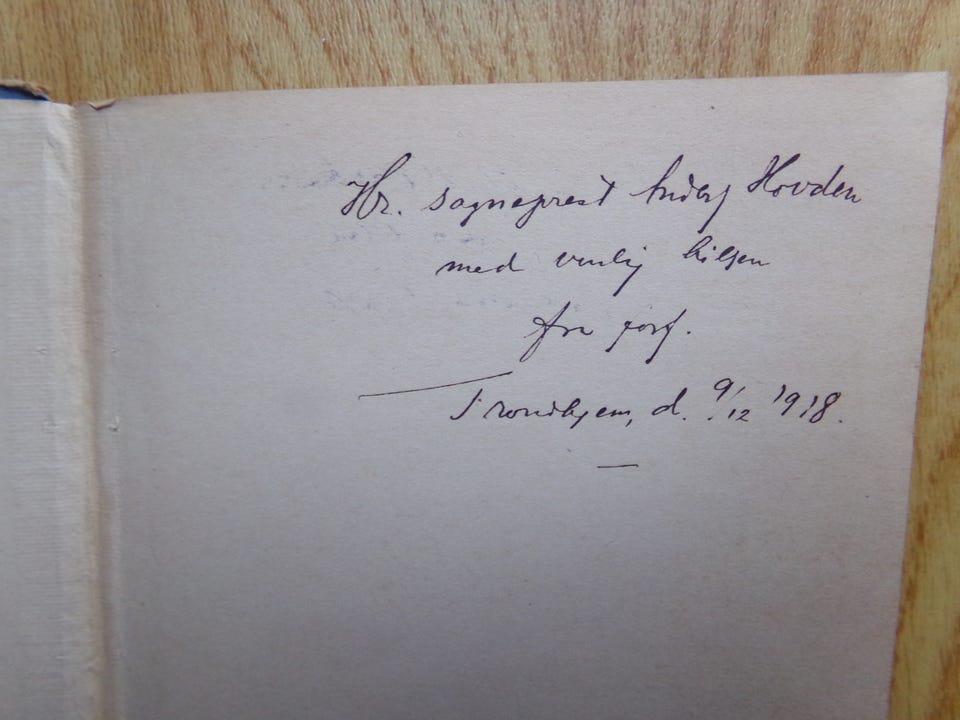 Hr. sogneprest Anders Hovden
med venlig hilsen
fra forf.
Trondhjem, d. 9/12 1918.